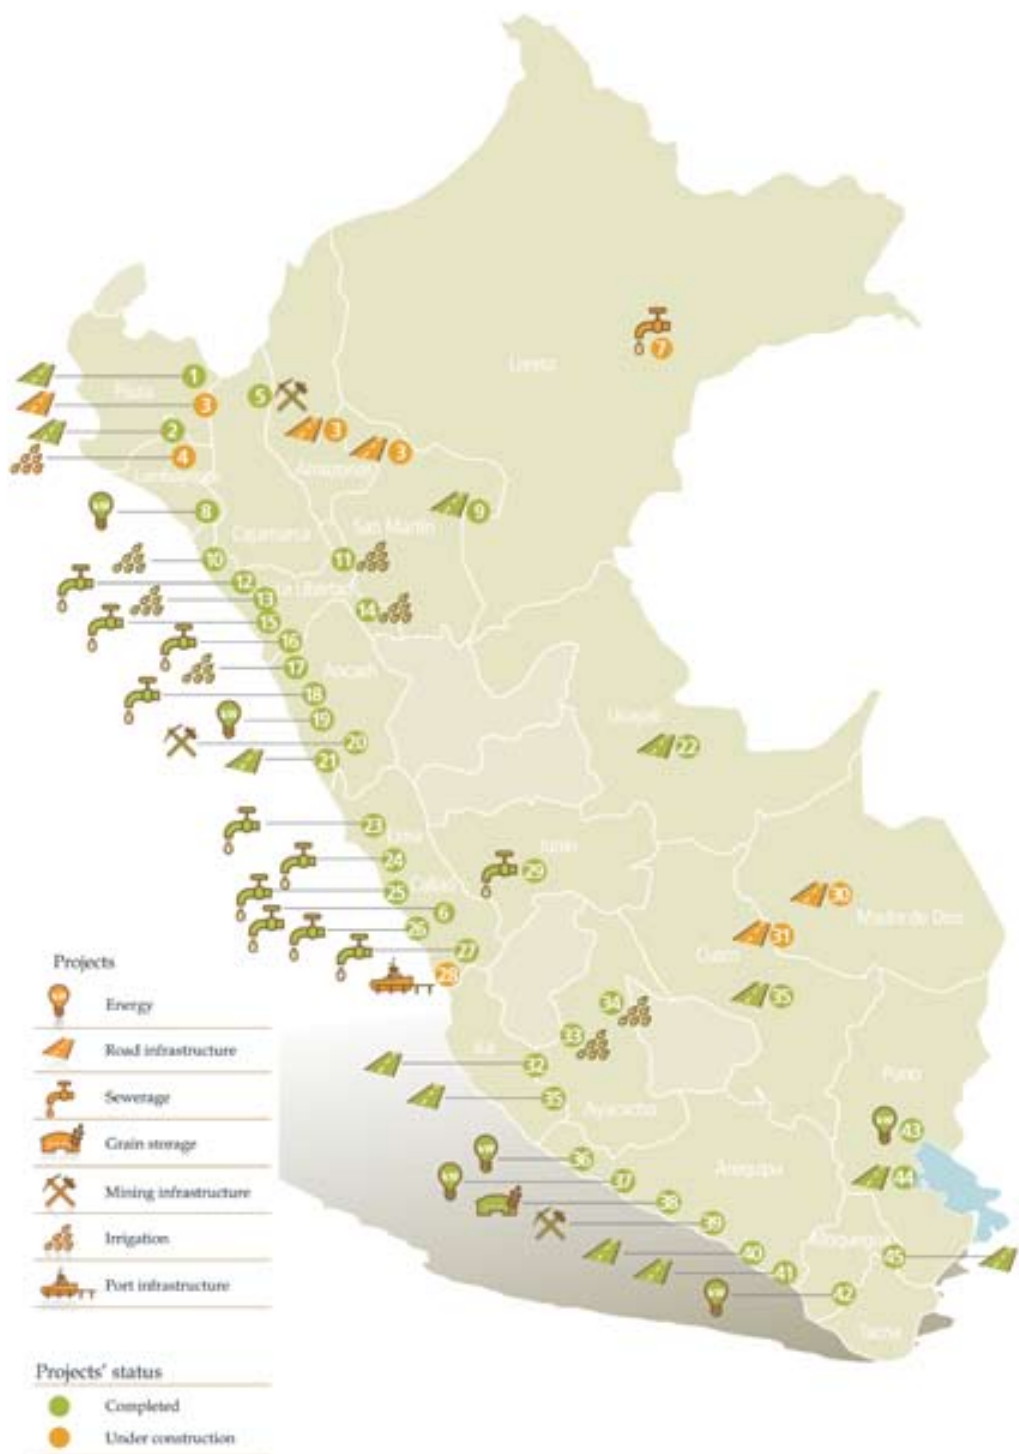 7
Loreto
1
Piura
3
5
2
3
3
4
Lambayeque
Amazonas
9
8
San Martín
Cajamarca
10
11
12
La Libertad
13
14
15
16
17
Ancash
18
19
Ucayali
20
22
21
23
Lima
Junín
24
29
Callao
25
30
6
Madre de Dios
26
31
27
Cusco
28
35
34
33
Ica
32
Puno
35
Ayacucho
43
36
Arequipa
37
44
38
39
Moquegua
40
45
41
42
Tacna
Projects
Energy
Road infrastructure
Sewerage
Grain storage
Mining infrastructure
Irrigation
Port infrastructure
Projects' status
Completed
Under construction